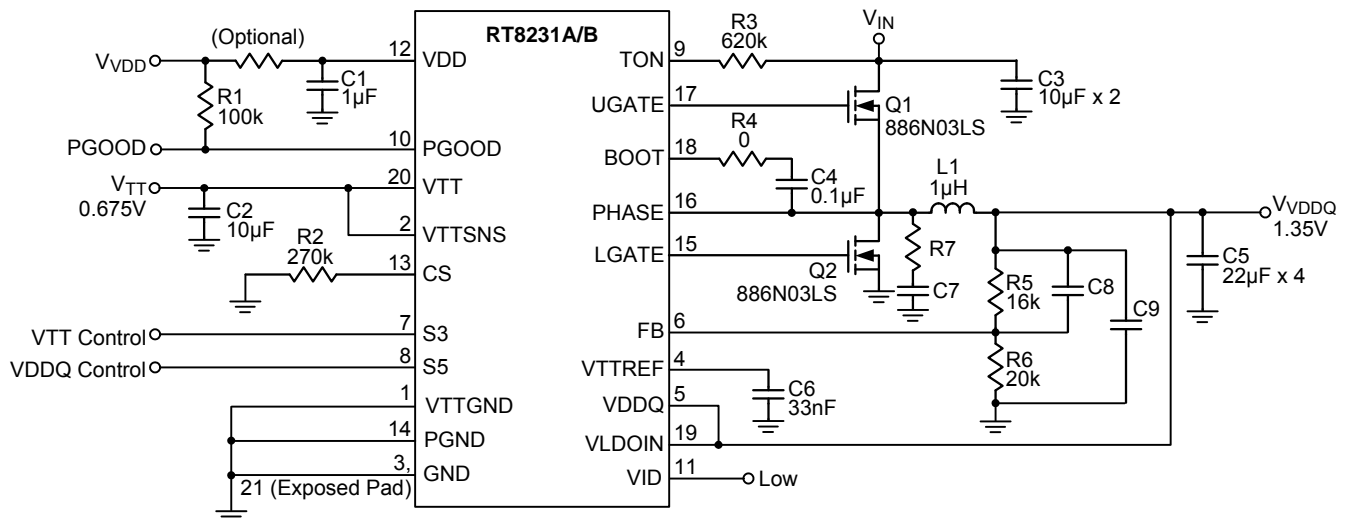 RT8231A/B
(Optional)
V_VDD
12
VDD
C1
1µF
R1
100k
PGOOD
10
PGOOD
V_TT
0.675V
20
VTT
C2
10µF
2
VTTSNS
R2
270k
13
CS
VTT Control
7
S3
VDDQ Control
8
S5
1
VTTGND
14
PGND
3,
21 (Exposed Pad)
GND
TON
9
R3
620k
V_IN
C3
10µF x 2
UGATE
17
Q1
886N03LS
BOOT
18
R4
0
C4
0.1µF
PHASE
16
L1
1µH
V_VDDQ
1.35V
LGATE
15
Q2
886N03LS
R7
C7
R5
16k
C8
C9
C5
22µF x 4
FB
6
R6
20k
VTTREF
4
C6
33nF
VDDQ
5
VLDOIN
19
VID
11
Low